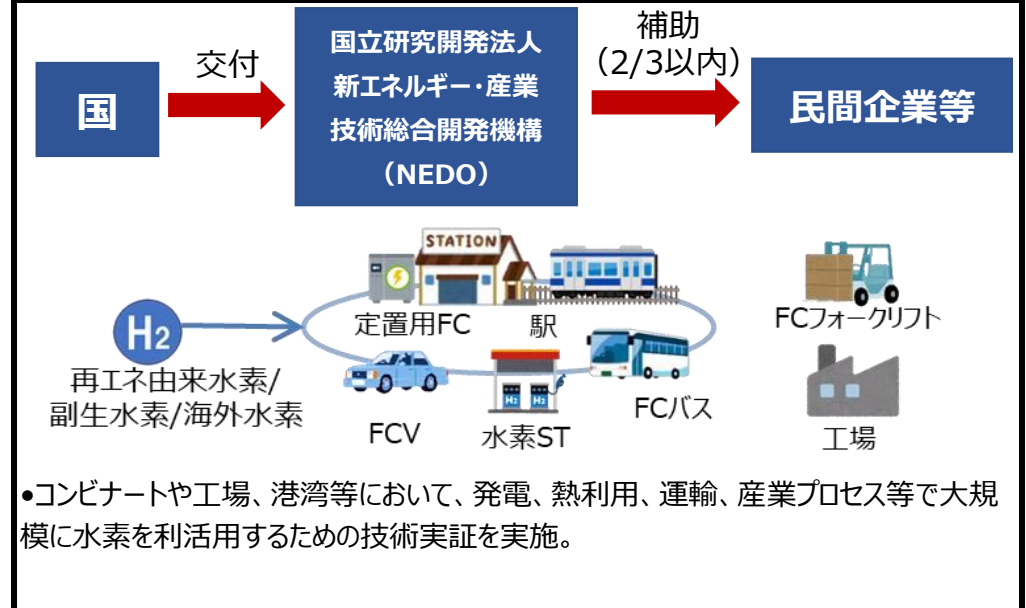 国
交付
国立研究開発法人
新エネルギー・産業
技術総合開発機構
（NEDO）
補助
（2/3以内）
民間企業等
STATION
定置用FC
駅
FCフォークリフト
H2
再エネ由来水素/
副生水素/海外水素
FCV
H2 H2
水素ST
FCバス
工場
●コンビナートや工場、港湾等において、発電、熱利用、運輸、産業プロセス等で大規
模に水素を利活用するための技術実証を実施。